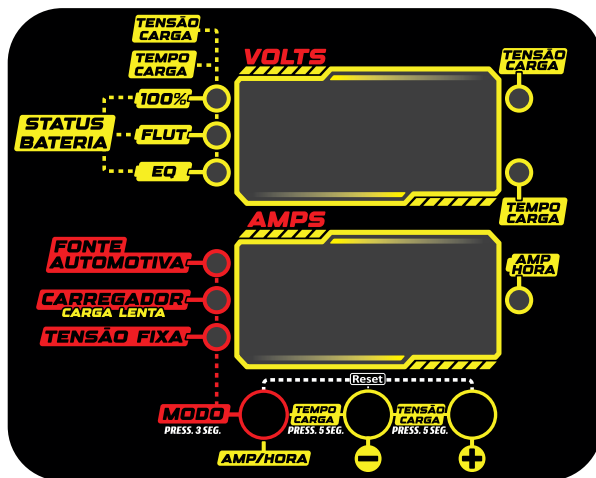 TENSÃO
CARGA
TEMPO
CARGA
100%
FLUT
EQ
STATUS
BATERIA
VOLTS
TENSÃO
CARGA
TEMPO
CARGA
AMPS
FONTE
AUTOMOTIVA
CARREGADOR
CARGA LENTA
TENSÃO FIXA
AMP
HORA
Reset
MODO
PRESS. 3 SEG.
TEMPO
CARGA
PRESS. 5 SEG.
TENSÃO
CARGA
PRESS. 5 SEG.
AMP/HORA
−
+